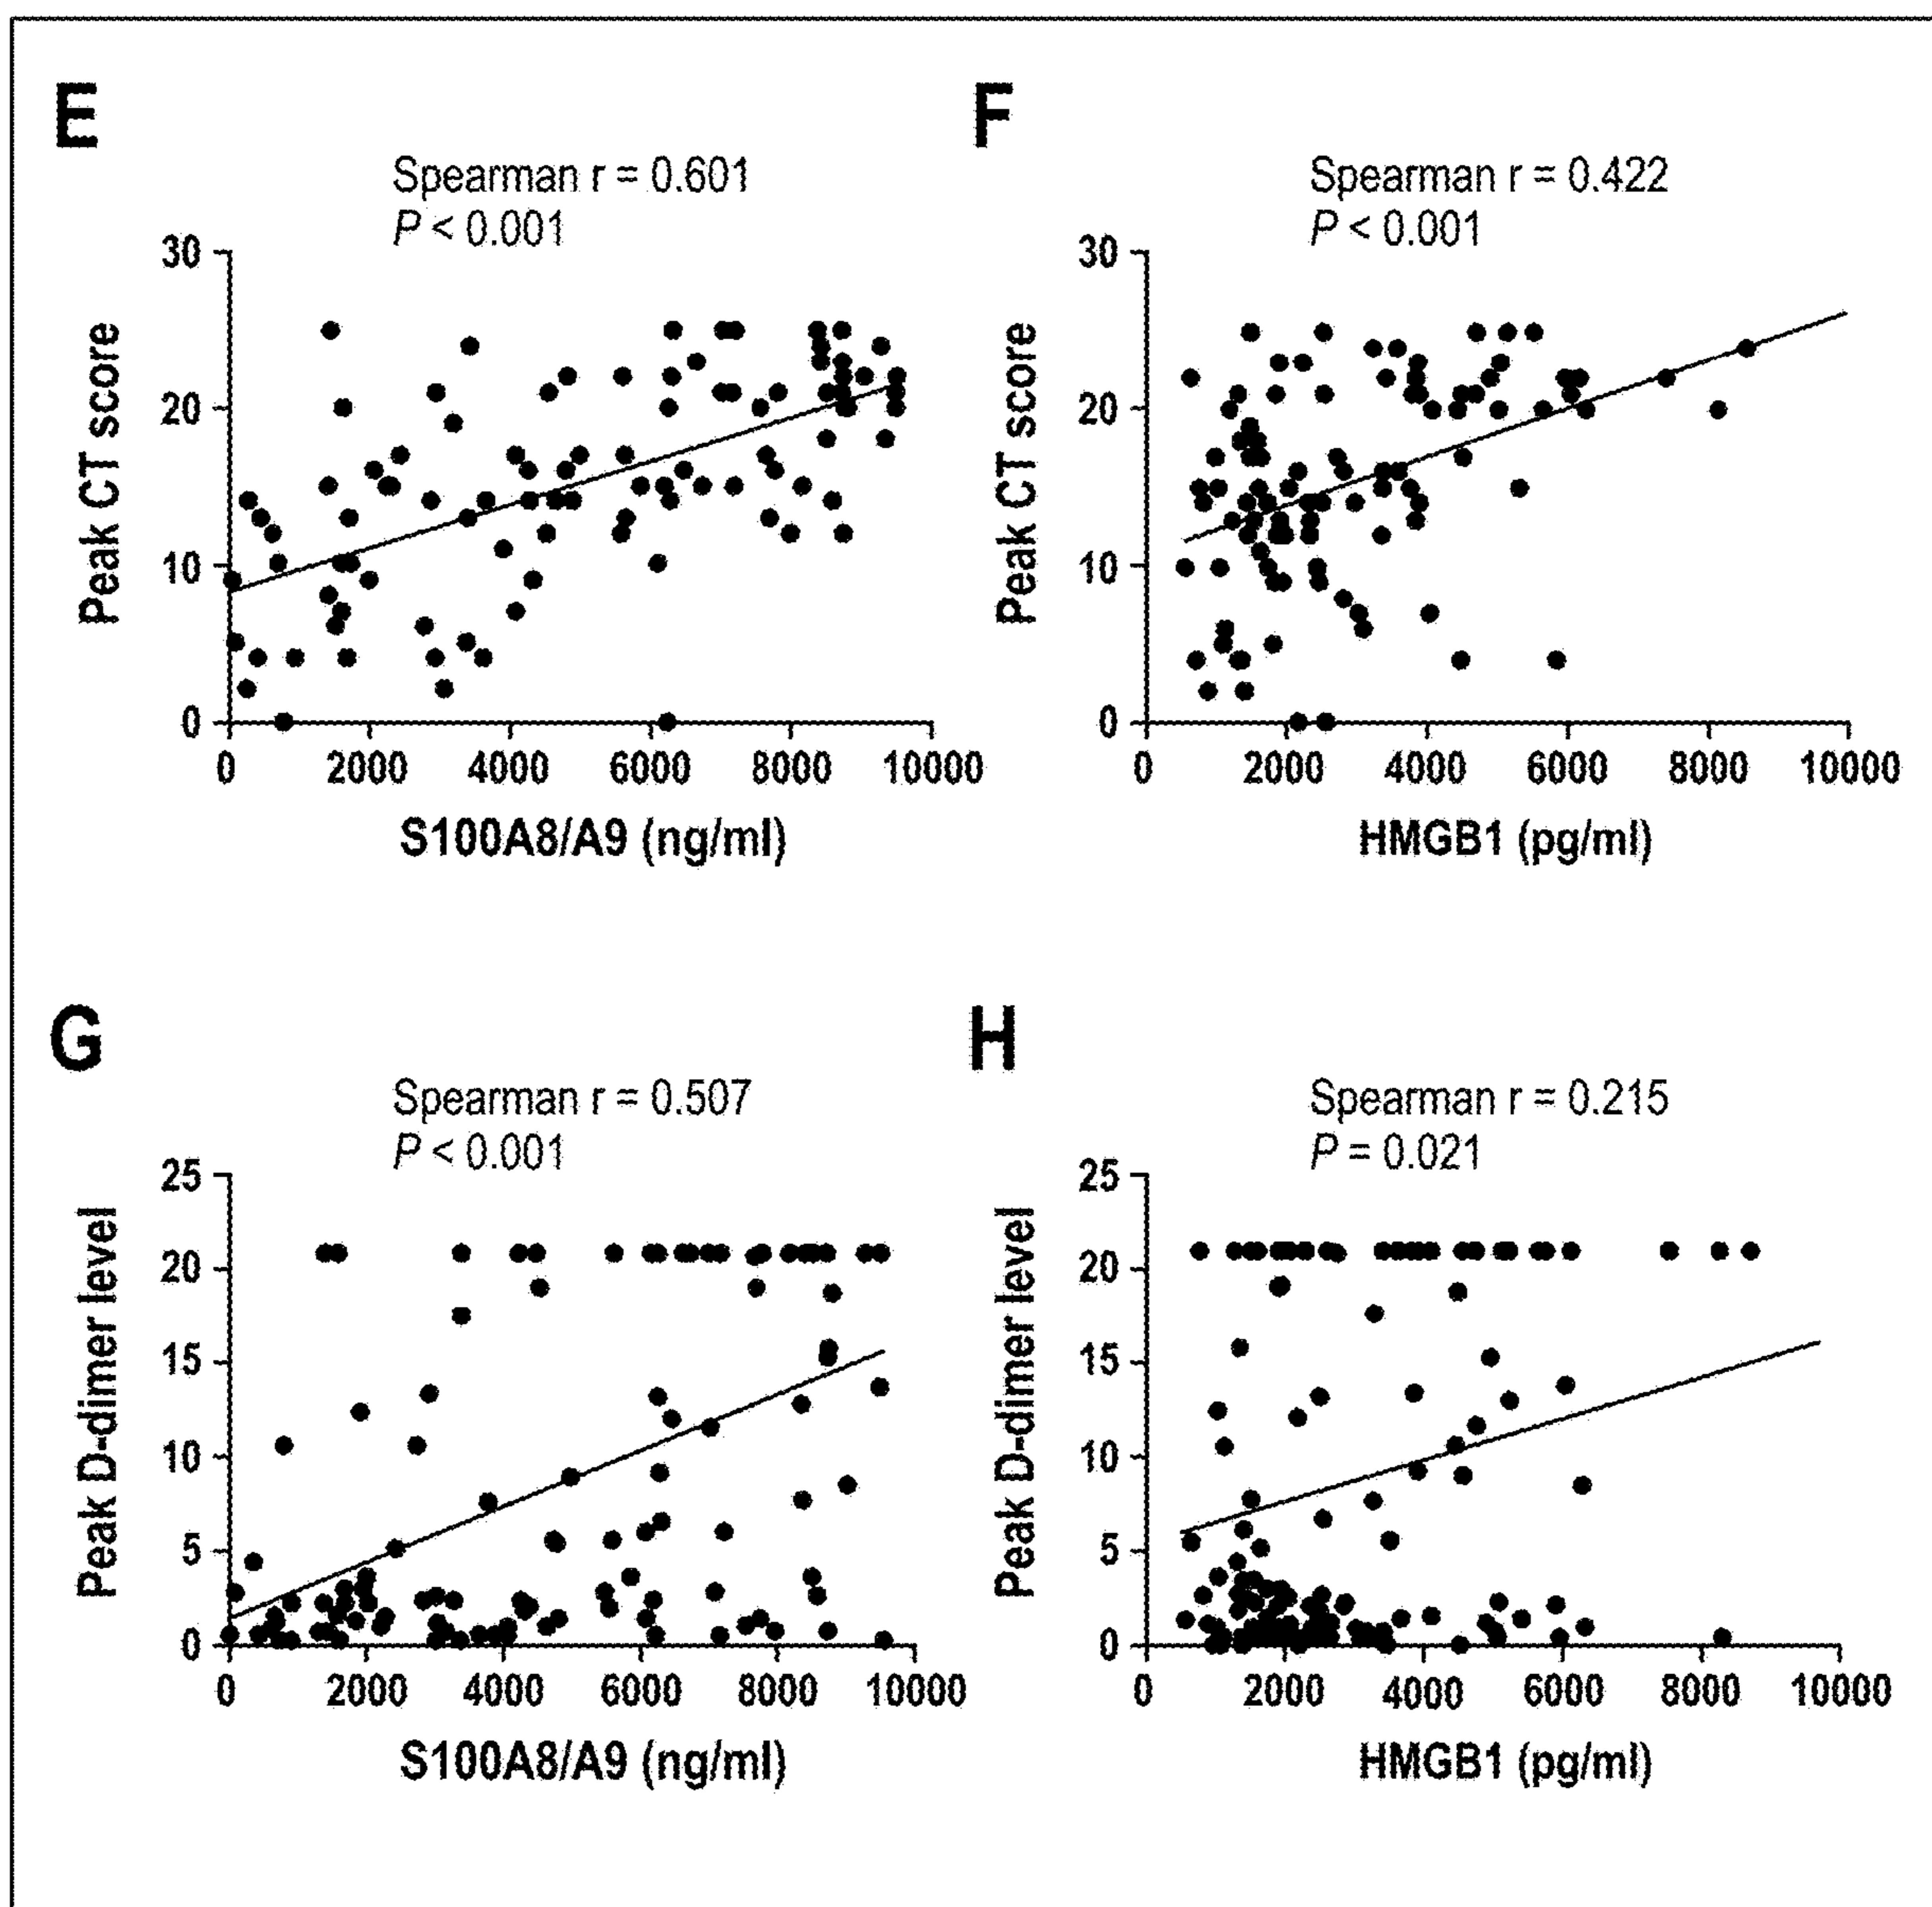 E
Spearman r = 0.601
P < 0.001
30
20
10
0
Peak CT score
0 2000 4000 6000 8000 10000
S100A8/A9 (ng/ml)
F
Spearman r = 0.422
P < 0.001
30
20
10
0
Peak CT score
0 2000 4000 6000 8000 10000
HMGB1 (pg/ml)
G
Spearman r = 0.507
P < 0.001
25
20
15
10
5
0
Peak D-dimer level
0 2000 4000 6000 8000 10000
S100A8/A9 (ng/ml)
H
Spearman r = 0.215
P = 0.021
25
20
15
10
5
0
Peak D-dimer level
0 2000 4000 6000 8000 10000
HMGB1 (pg/ml)